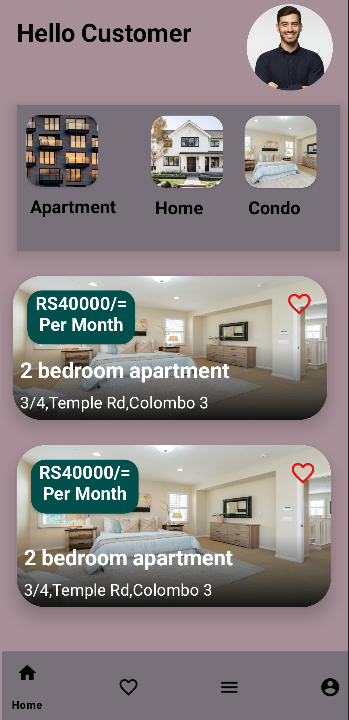 Hello Customer
Apartment
Home
Condo
RS40000/=
Per Month
2 bedroom apartment
3/4,Temple Rd,Colombo 3
RS40000/=
Per Month
2 bedroom apartment
3/4,Temple Rd,Colombo 3
Home